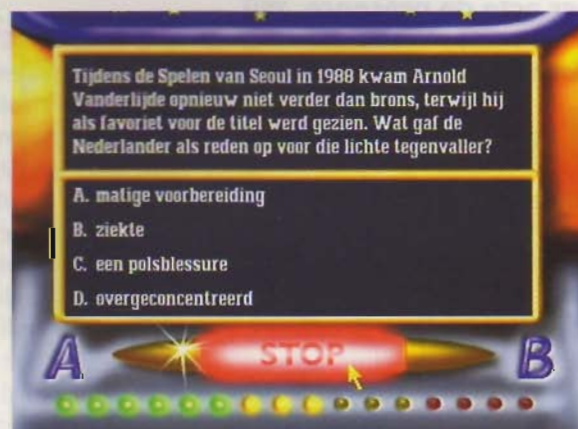 Tijdens de Spelen van Seoul in 1988 kwam Arnold
Vanderlijde opnieuw niet verder dan brons, terwijl hij
als favoriet voor de titel werd gezien. Wat gaf de
Nederlander als reden op voor die lichte tegenvaller?
A. matige voorbereiding
B. ziekte
C. een polsblessure
D. overgeconcentreerd
A STOP B